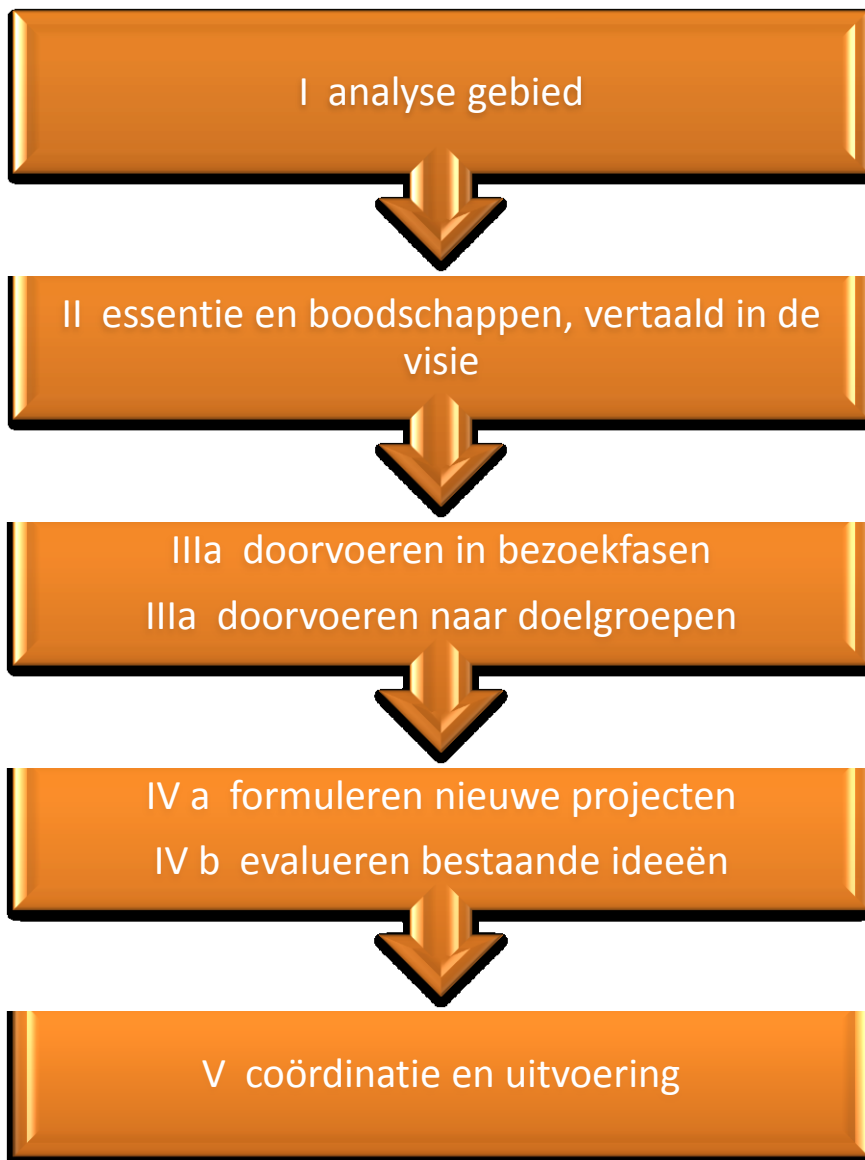 I analyse gebied
II essentie en boodschappen, vertaald in de
visie
IIIa doorvoeren in bezoekfasen
IIIa doorvoeren naar doelgroepen
IV a formuleren nieuwe projecten
IV b evalueren bestaande ideeën
V coördinatie en uitvoering